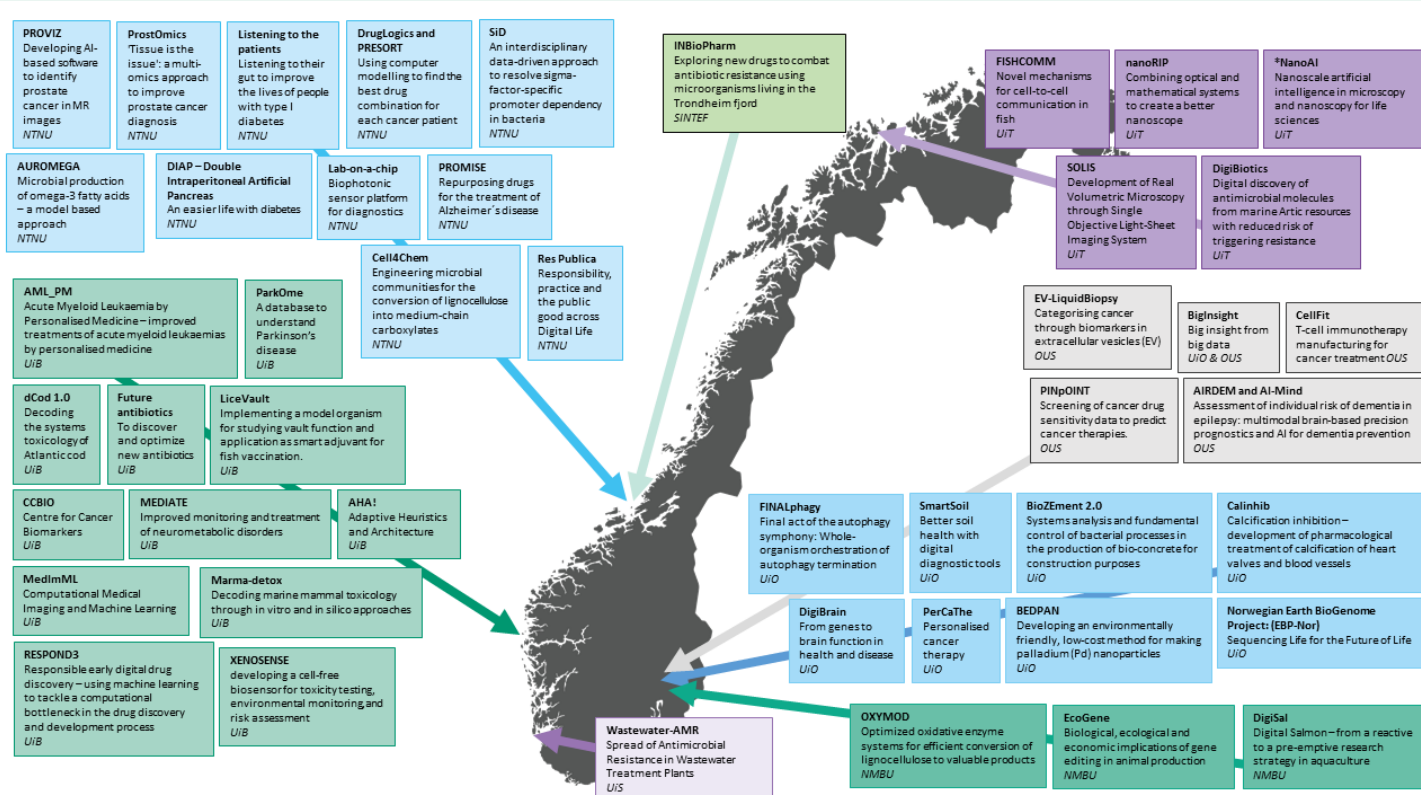 PROVIZ
Developing AI-
based software
to identify
prostate
cancer in MR
images
NTNU
ProstOmics
'Tissue is the
issue': a multi-
omics approach
to improve
prostate cancer
diagnosis
NTNU
Listening to the
patients
Listening to their
gut to improve
the lives of people
with type I
diabetes
NTNU
DrugLogics and
PRESORT
Using computer
modelling to find the
best drug
combination for
each cancer patient
NTNU
SiD
An interdisciplinary
data-driven approach
to resolve sigma-
factor-specific
promoter dependency
in bacteria
NTNU
INBioPharm
Exploring new drugs to combat
antibiotic resistance using
microorganisms living in the
Trondheim fjord
SINTEF
FISHCOMM
Novel mechanisms
for cell-to-cell
communication in
fish
UiT
nanoRIP
Combining optical and
mathematical systems
to create a better
nanoscope
UiT
*NanoAI
Nanoscale artificial
intelligence in microscopy
and nanoscopy for life
sciences
UiT
AUROMEGA
Microbial production
of omega-3 fatty acids
– a model based
approach
NTNU
DIAP – Double
Intraperitoneal Artificial
Pancreas
An easier life with diabetes
NTNU
Lab-on-a-chip
Biophotonic
sensor platform
for diagnostics
NTNU
PROMISE
Repurposing drugs
for the treatment of
Alzheimer´s disease
NTNU
SOLIS
Development of Real
Volumetric Microscopy
through Single
Objective Light-Sheet
Imaging System
UiT
DigiBiotics
Digital discovery of
antimicrobial molecules
from marine Artic resources
with reduced risk of
triggering resistance
UiT
Cell4Chem
Engineering microbial
communities for the
conversion of lignocellulose
into medium-chain
carboxylates
NTNU
Res Publica
Responsibility,
practice and
the public
good across
Digital Life
NTNU
AML_PM
Acute Myeloid Leukaemia by
Personalised Medicine – improved
treatments of acute myeloid leukaemias
by personalised medicine
UiB
ParkOme
A database to
understand
Parkinson's
disease
UiB
EV-LiquidBiopsy
Categorising cancer
through biomarkers in
extracellular vesicles (EV)
OUS
BigInsight
Big insight from
big data
UiO & OUS
CellFit
T-cell immunotherapy
manufacturing for
cancer treatment OUS
dCod 1.0
Decoding
the systems
toxicology of
Atlantic cod
UiB
Future
antibiotics
To discover
and optimize
new antibiotics
UiB
LiceVault
Implementing a model organism
for studying vault function and
application as smart adjuvant for
fish vaccination.
UiB
PINpOINT
Screening of cancer drug
sensitivity data to predict
cancer therapies.
OUS
AIRDEM and AI-Mind
Assessment of individual risk of dementia in
epilepsy: multimodal brain-based precision
prognostics and AI for dementia prevention
OUS
CCBIO
Centre for Cancer
Biomarkers
UiB
MEDIATE
Improved monitoring and treatment
of neurometabolic disorders
UiB
AHA!
Adaptive Heuristics
and Architecture
UiB
FINALphagy
Final act of the autophagy
symphony: Whole-
organism orchestration of
autophagy termination
UiO
SmartSoil
Better soil
health with
digital
diagnostic tools
UiO
BioZEment 2.0
Systems analysis and fundamental
control of bacterial processes in
the production of bio-concrete for
construction purposes
UiO
Calinhib
Calcification inhibition –
development of pharmacological
treatment of calcification of heart
valves and blood vessels
UiO
MedImML
Computational Medical
Imaging and Machine Learning
UiB
Marma-detox
Decoding marine mammal toxicology
through in vitro and in silico approaches
UiB
DigiBrain
From genes to
brain function in
health and disease
UiO
PerCaThe
Personalised
cancer
therapy
UiO
BEDPAN
Developing an environmentally
friendly, low-cost method for making
palladium (Pd) nanoparticles
UiO
Norwegian Earth BioGenome
Project: (EBP-Nor)
Sequencing Life for the Future of Life
UiO
RESPOND3
Responsible early digital drug
discovery – using machine learning
to tackle a computational
bottleneck in the drug discovery
and development process
UiB
XENOSENSE
developing a cell-free
biosensor for toxicity testing,
environmental monitoring, and
risk assessment
UiB
Wastewater-AMR
Spread of Antimicrobial
Resistance in Wastewater
Treatment Plants
UiS
OXYMOD
Optimized oxidative enzyme
systems for efficient conversion of
lignocellulose to valuable products
NMBU
EcoGene
Biological, ecological and
economic implications of gene
editing in animal production
NMBU
DigiSal
Digital Salmon – from a reactive
to a pre-emptive research
strategy in aquaculture
NMBU